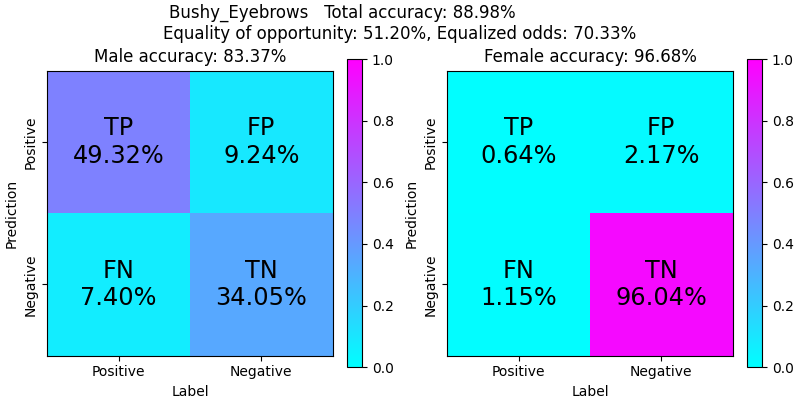 Bushy_Eyebrows   Total accuracy: 88.98%
Equality of opportunity: 51.20%, Equalized odds: 70.33%
Male accuracy: 83.37%
Prediction
Positive
Negative
TP
49.32%
FP
9.24%
FN
7.40%
TN
34.05%
Positive
Negative
Label
1.0
0.8
0.6
0.4
0.2
0.0
Female accuracy: 96.68%
Prediction
Positive
Negative
TP
0.64%
FP
2.17%
FN
1.15%
TN
96.04%
Positive
Negative
Label
1.0
0.8
0.6
0.4
0.2
0.0